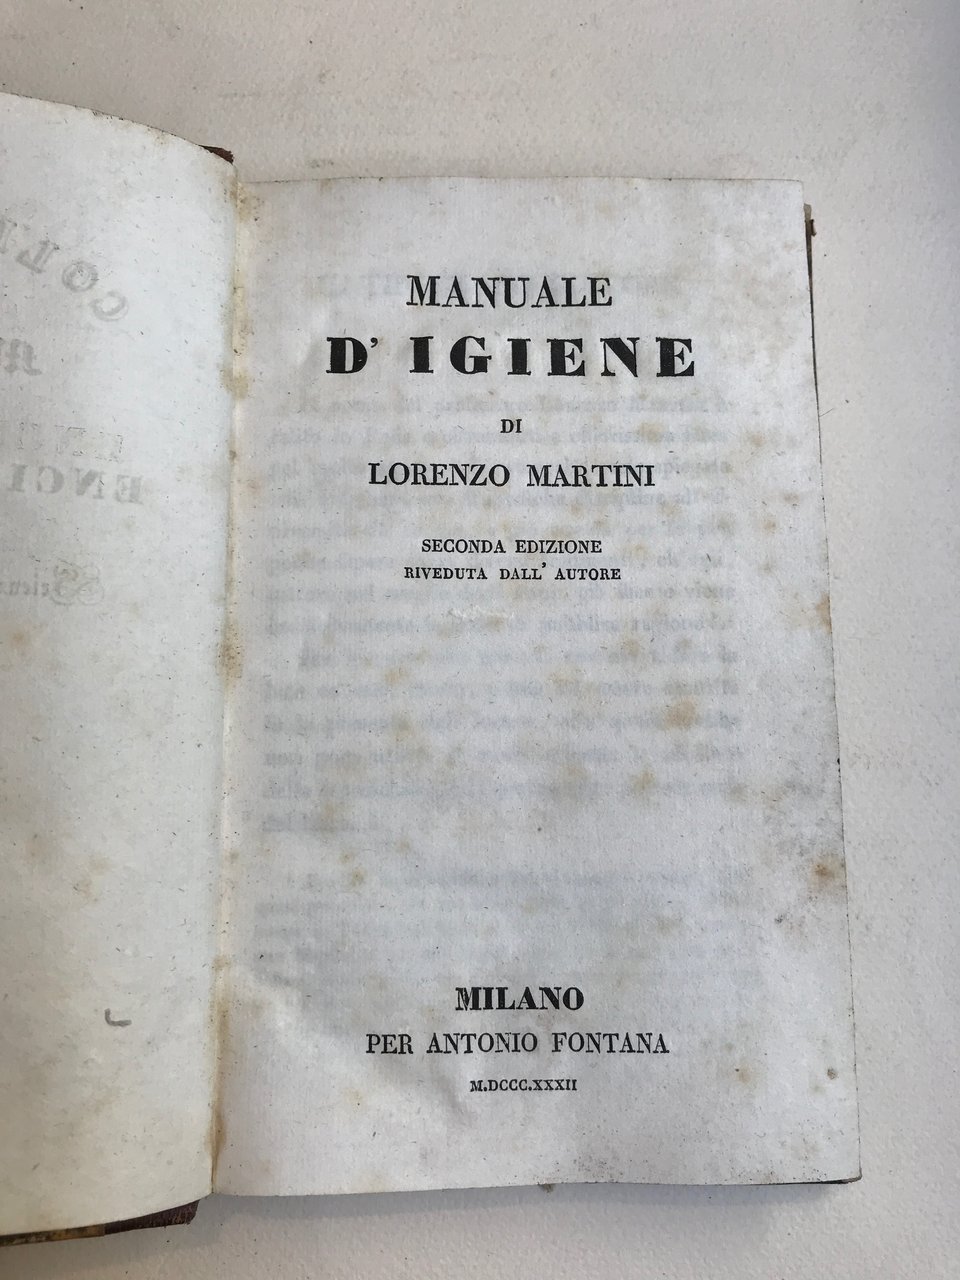 MANUALE
D' IGIENE
DI
LORENZO MARTINI
SECONDA EDIZIONE
RIVEDUTA DALL' AUTORE
MILANO
PER ANTONIO FONTANA
M.DCCC.XXXII